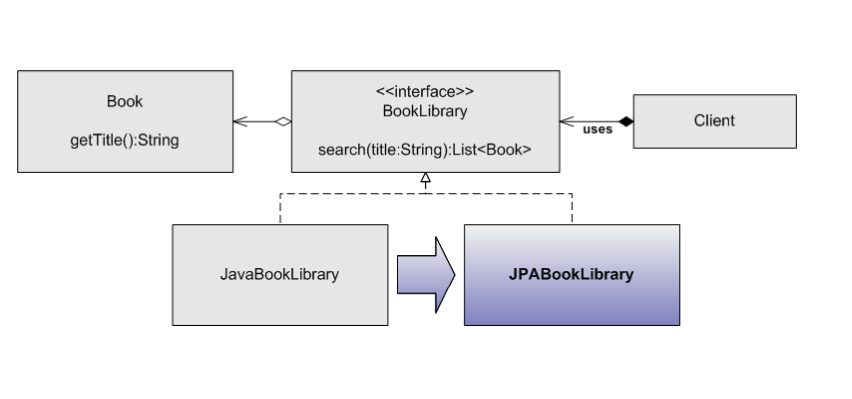 Book
getTitle():String
<<interface>>
BookLibrary
search(title:String):List<Book>
uses
Client
JavaBookLibrary
JPABookLibrary